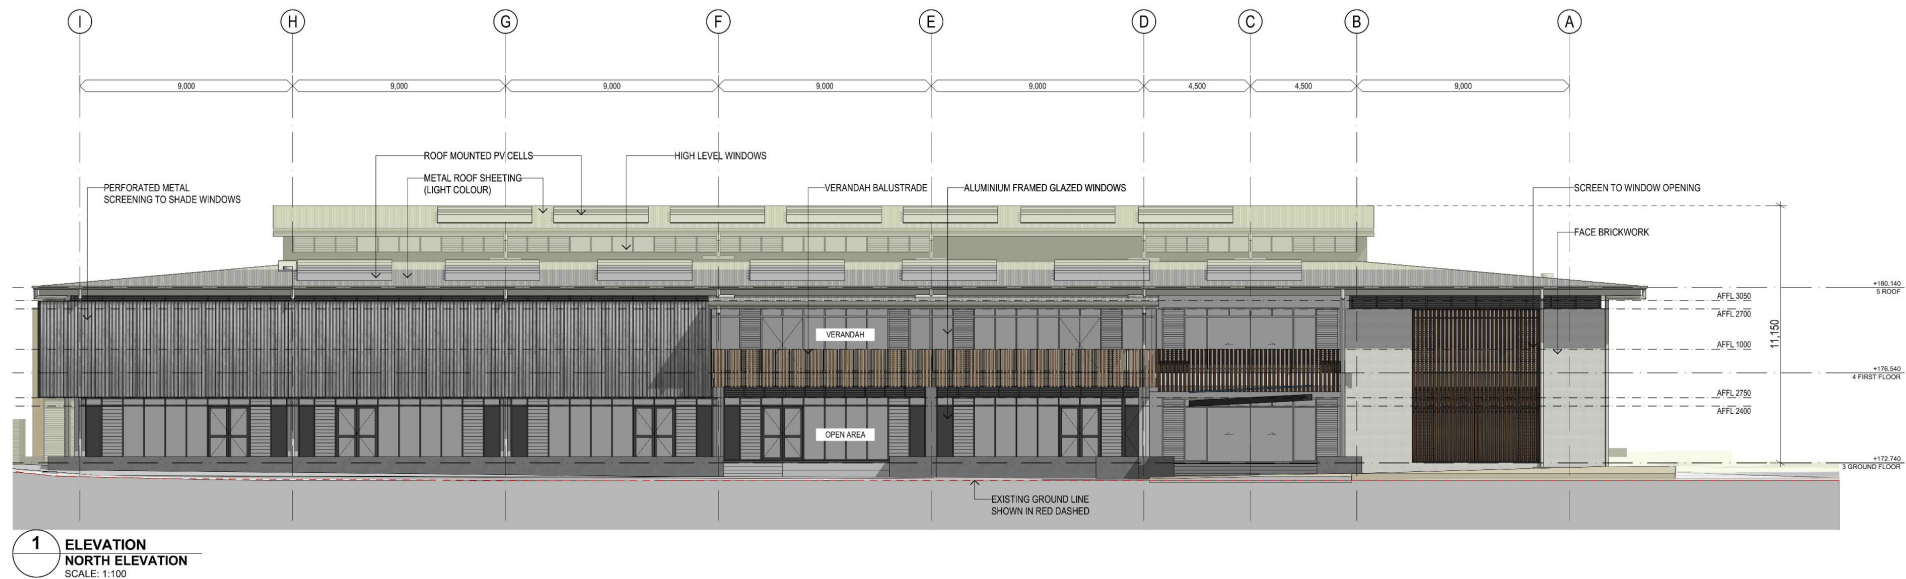 I H G F E D C B A
9,000 9,000 9,000 9,000 9,000 4,500 4,500 9,000
ROOF MOUNTED PV CELLS
HIGH LEVEL WINDOWS
METAL ROOF SHEETING
(LIGHT COLOUR)
PERFORATED METAL
SCREENING TO SHADE WINDOWS
VERANDAH BALUSTRADE
ALUMINIUM FRAMED GLAZED WINDOWS
SCREEN TO WINDOW OPENING
FACE BRICKWORK
+180,140
5 ROOF
AFFL 3050
AFFL 2700
VERANDAH
11,150
AFFL 1000
+176,540
4 FIRST FLOOR
AFFL 2750
AFFL 2400
OPEN AREA
+172,740
3 GROUND FLOOR
EXISTING GROUND LINE
SHOWN IN RED DASHED
1
ELEVATION
NORTH ELEVATION
SCALE: 1:100